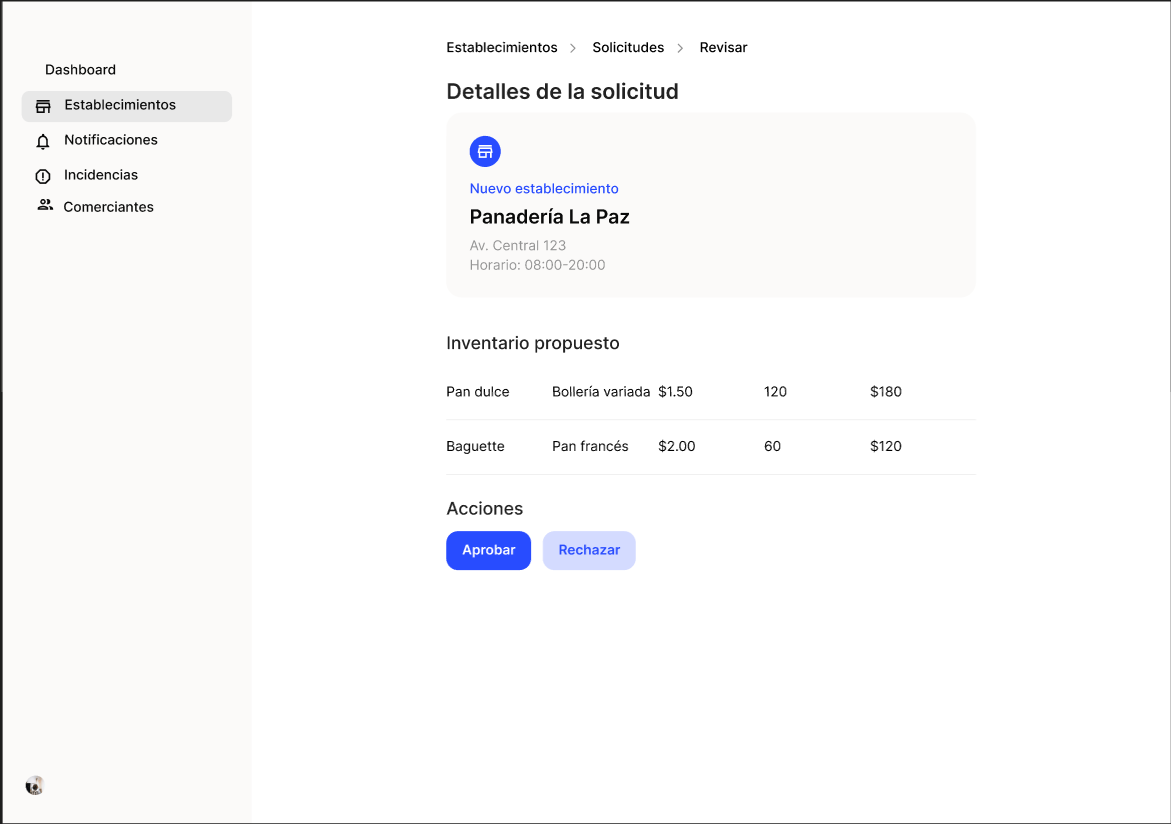 Dashboard
Establecimientos
Notificaciones
Incidencias
Comerciantes
Establecimientos > Solicitudes > Revisar
Detalles de la solicitud
Nuevo establecimiento
Panadería La Paz
Av. Central 123
Horario: 08:00-20:00
Inventario propuesto
Pan dulce Bollería variada $1.50 120 $180
Baguette Pan francés $2.00 60 $120
Acciones
Aprobar Rechazar